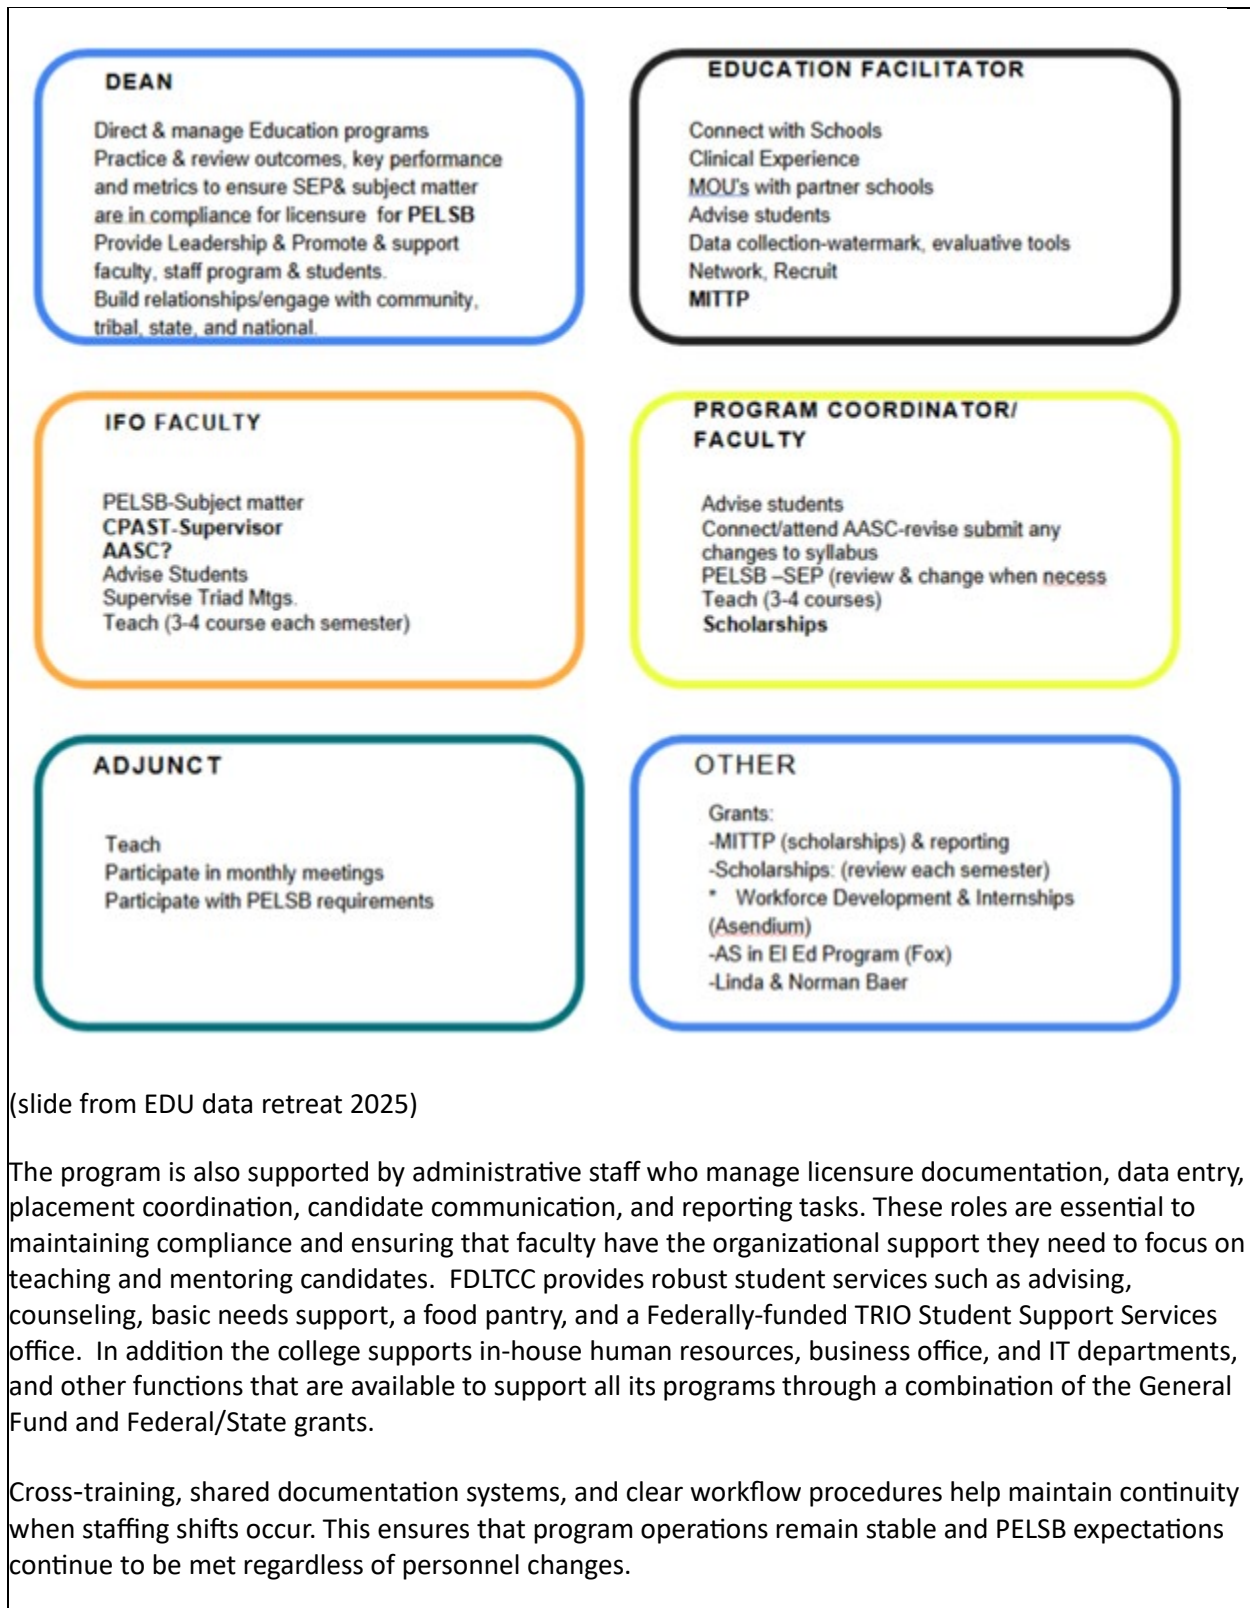 DEAN
Direct & manage Education programs
Practice & review outcomes, key performance
and metrics to ensure SEP& subject matter
are in compliance for licensure for PELSB
Provide Leadership & Promote & support
faculty, staff program & students.
Build relationships/engage with community,
tribal, state, and national.
EDUCATION FACILITATOR
Connect with Schools
Clinical Experience
MOU's with partner schools
Advise students
Data collection-watermark, evaluative tools
Network, Recruit
MITTP
IFO FACULTY
PELSB-Subject matter
CPAST-Supervisor
AASC?
Advise Students
Supervise Triad Mtgs.
Teach (3-4 course each semester)
PROGRAM COORDINATOR/
FACULTY
Advise students
Connect/attend AASC-revise submit any
changes to syllabus
PELSB –SEP (review & change when necess
Teach (3-4 courses)
Scholarships
ADJUNCT
Teach
Participate in monthly meetings
Participate with PELSB requirements
OTHER
Grants:
-MITTP (scholarships) & reporting
-Scholarships: (review each semester)
* Workforce Development & Internships
(Asendium)
-AS in El Ed Program (Fox)
-Linda & Norman Baer
(slide from EDU data retreat 2025)
The program is also supported by administrative staff who manage licensure documentation, data entry,
placement coordination, candidate communication, and reporting tasks. These roles are essential to
maintaining compliance and ensuring that faculty have the organizational support they need to focus on
teaching and mentoring candidates. FDLTCC provides robust student services such as advising,
counseling, basic needs support, a food pantry, and a Federally-funded TRIO Student Support Services
office. In addition the college supports in-house human resources, business office, and IT departments,
and other functions that are available to support all its programs through a combination of the General
Fund and Federal/State grants.
Cross-training, shared documentation systems, and clear workflow procedures help maintain continuity
when staffing shifts occur. This ensures that program operations remain stable and PELSB expectations
continue to be met regardless of personnel changes.